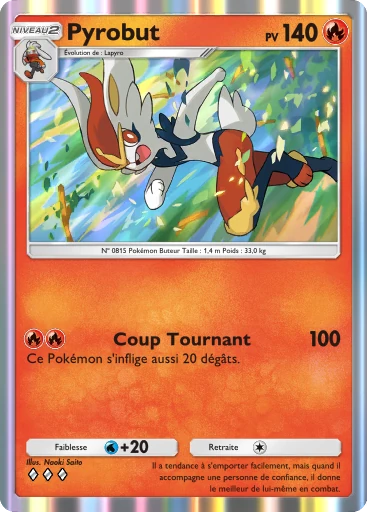 NIVEAU 2
Pyrobut
PV 140
Évolution de : Lapyro
N° 0815 Pokémon Buteur Taille : 1,4 m Poids : 33,0 kg
Coup Tournant 100
Ce Pokémon s'inflige aussi 20 dégâts.
Faiblesse +20 Retraite
Illus. Naoki Saito
Il a tendance à s'emporter facilement, mais quand il
accompagne une personne de confiance, il donne
le meilleur de lui-même en combat.